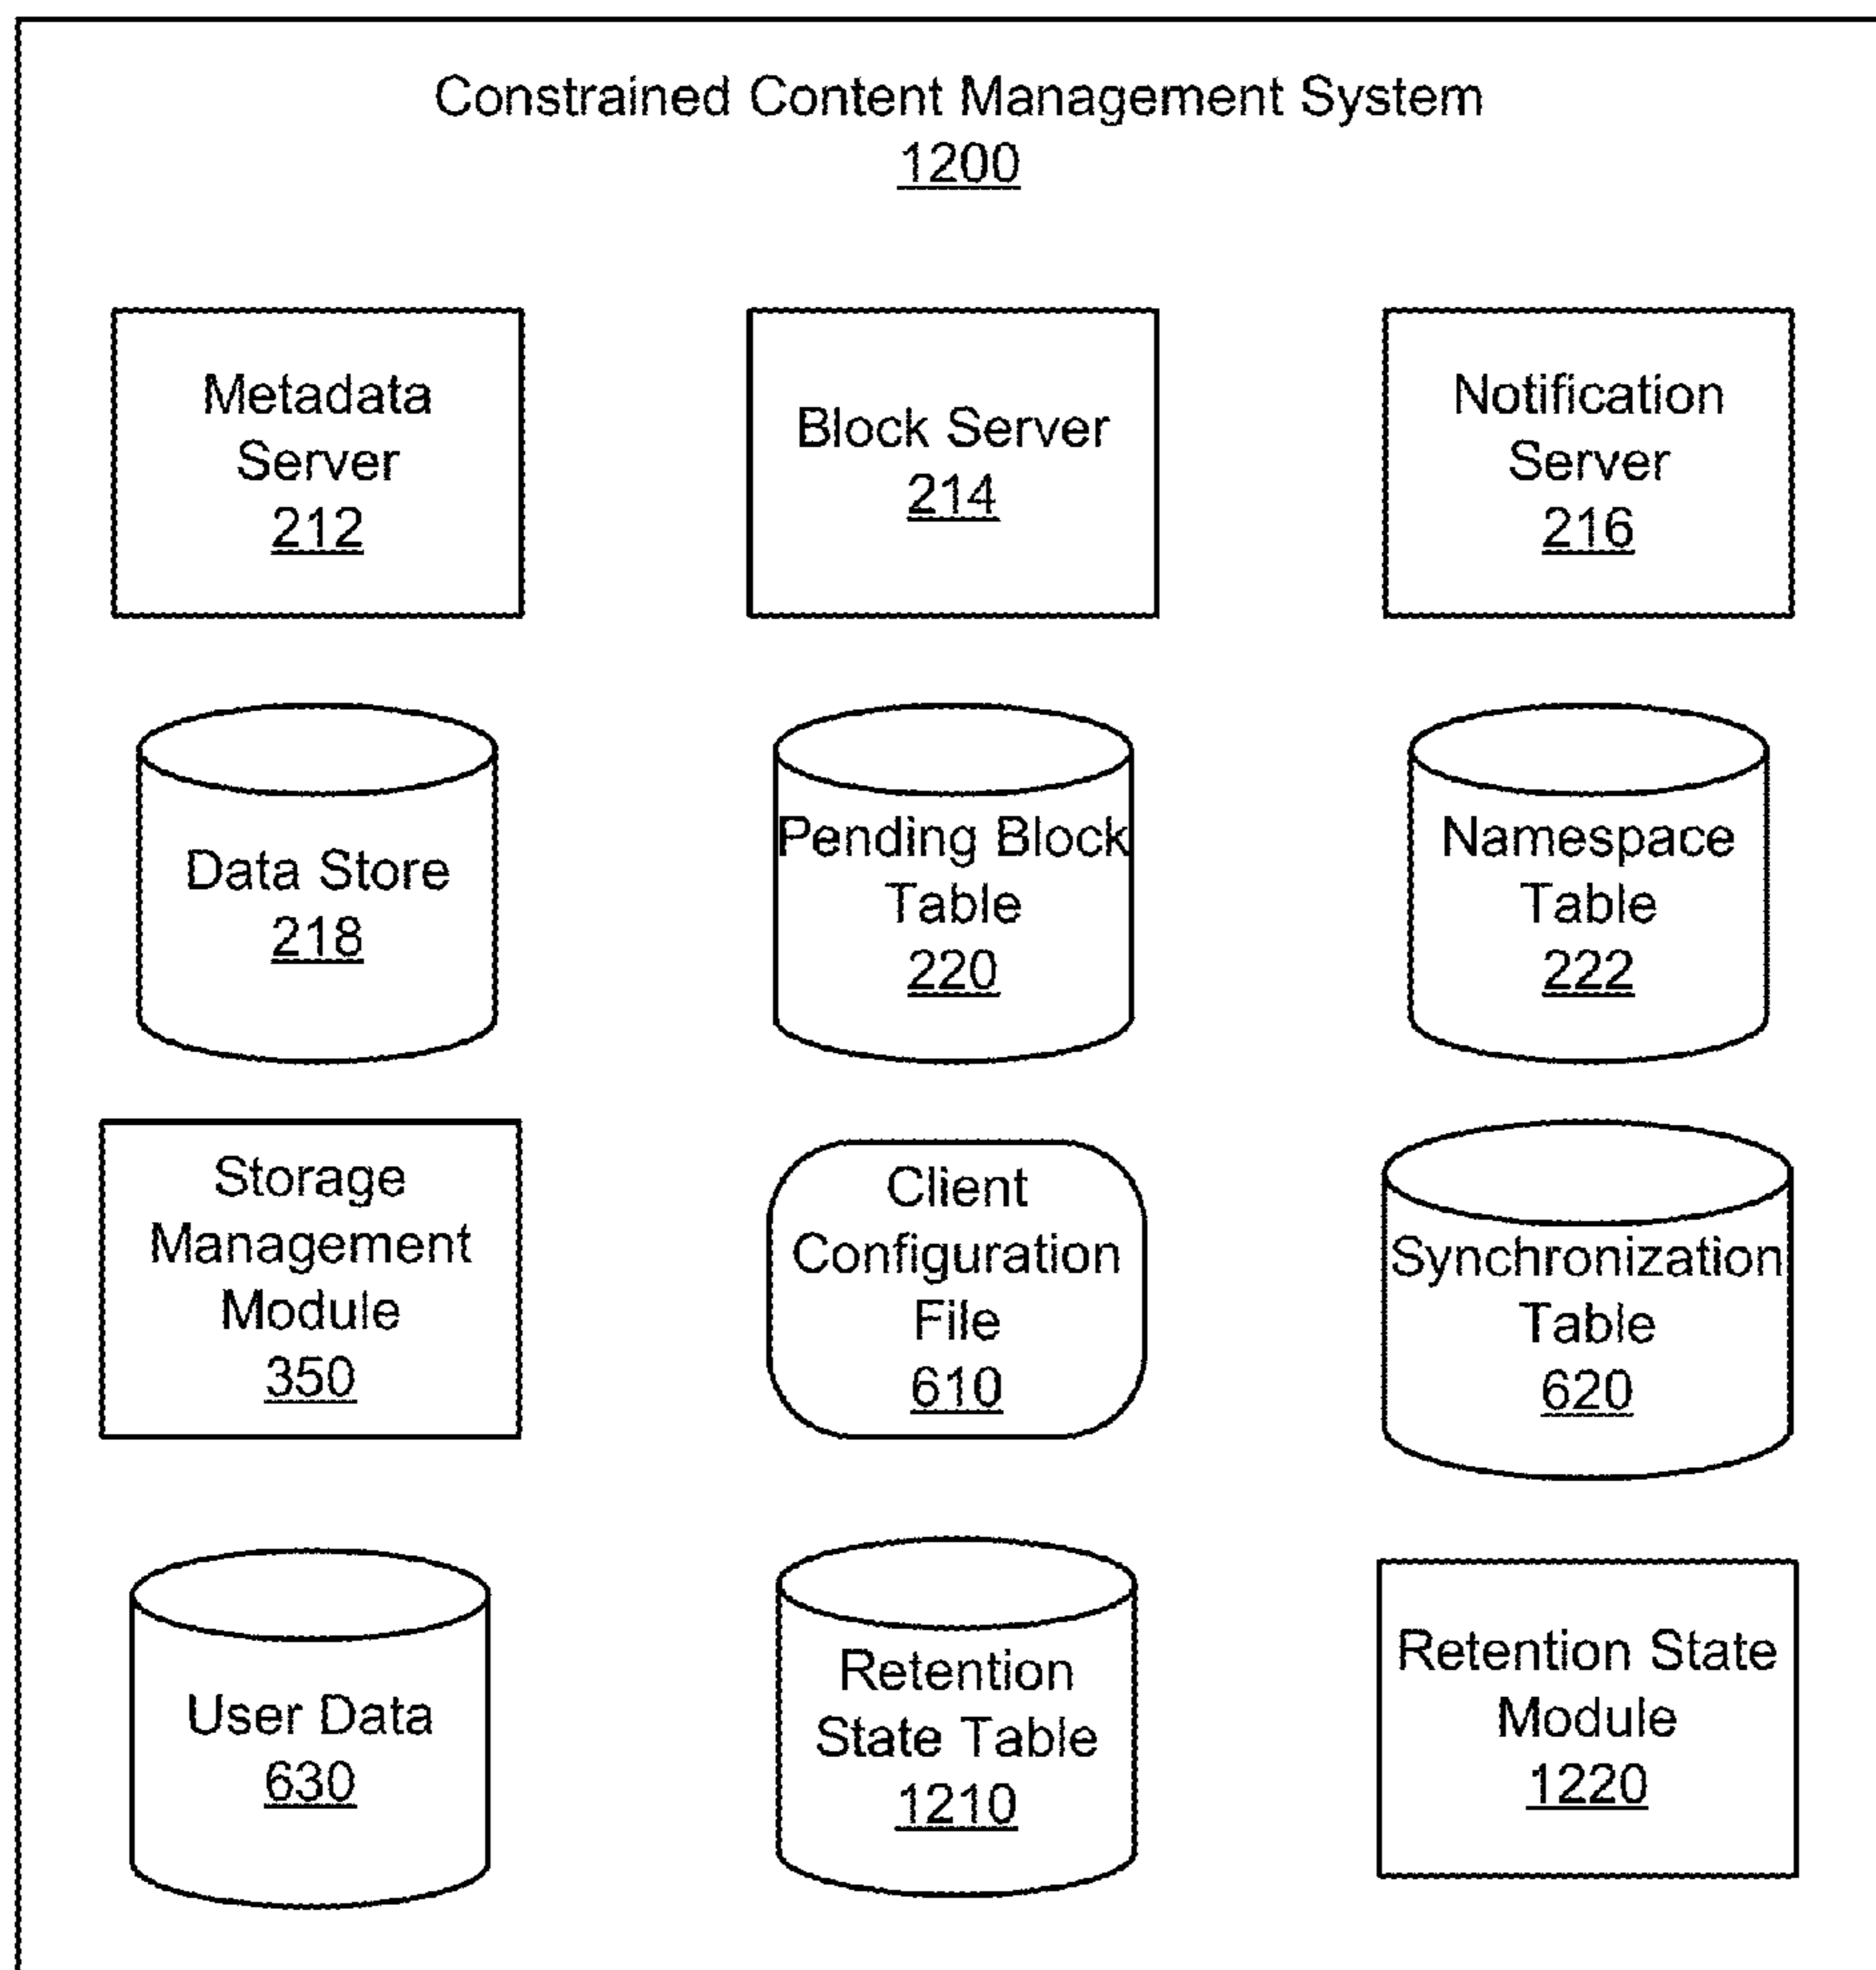 Constrained Content Management System
1200
Metadata
Server
212
Block Server
214
Notification
Server
216
Data Store
218
Pending Block
Table
220
Namespace
Table
222
Storage
Management
Module
350
Client
Configuration
File
610
Synchronization
Table
620
User Data
630
Retention
State Table
1210
Retention State
Module
1220